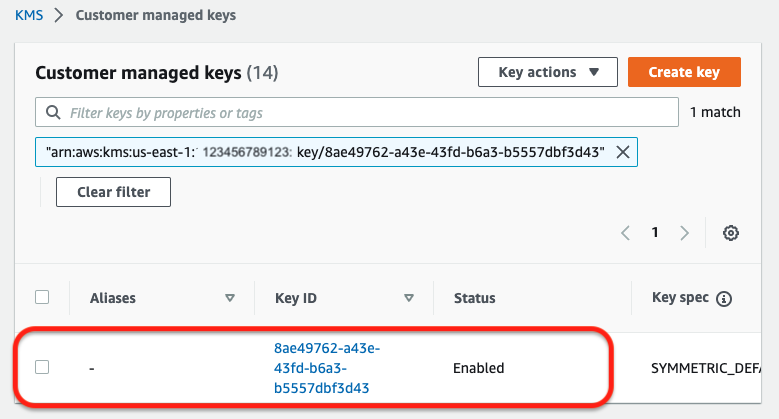 KMS > Customer managed keys
Customer managed keys (14)
Key actions ▼
Create key
Filter keys by properties or tags
1 match
"arn:aws:kms:us-east-1: 123456789123: key/8ae49762-a43e-43fd-b6a3-b5557dbf3d43" X
Clear filter
< 1 >
Aliases
Key ID
Status
Key spec
-
8ae49762-a43e-
43fd-b6a3-
b5557dbf3d43
Enabled
SYMMETRIC_DEFA